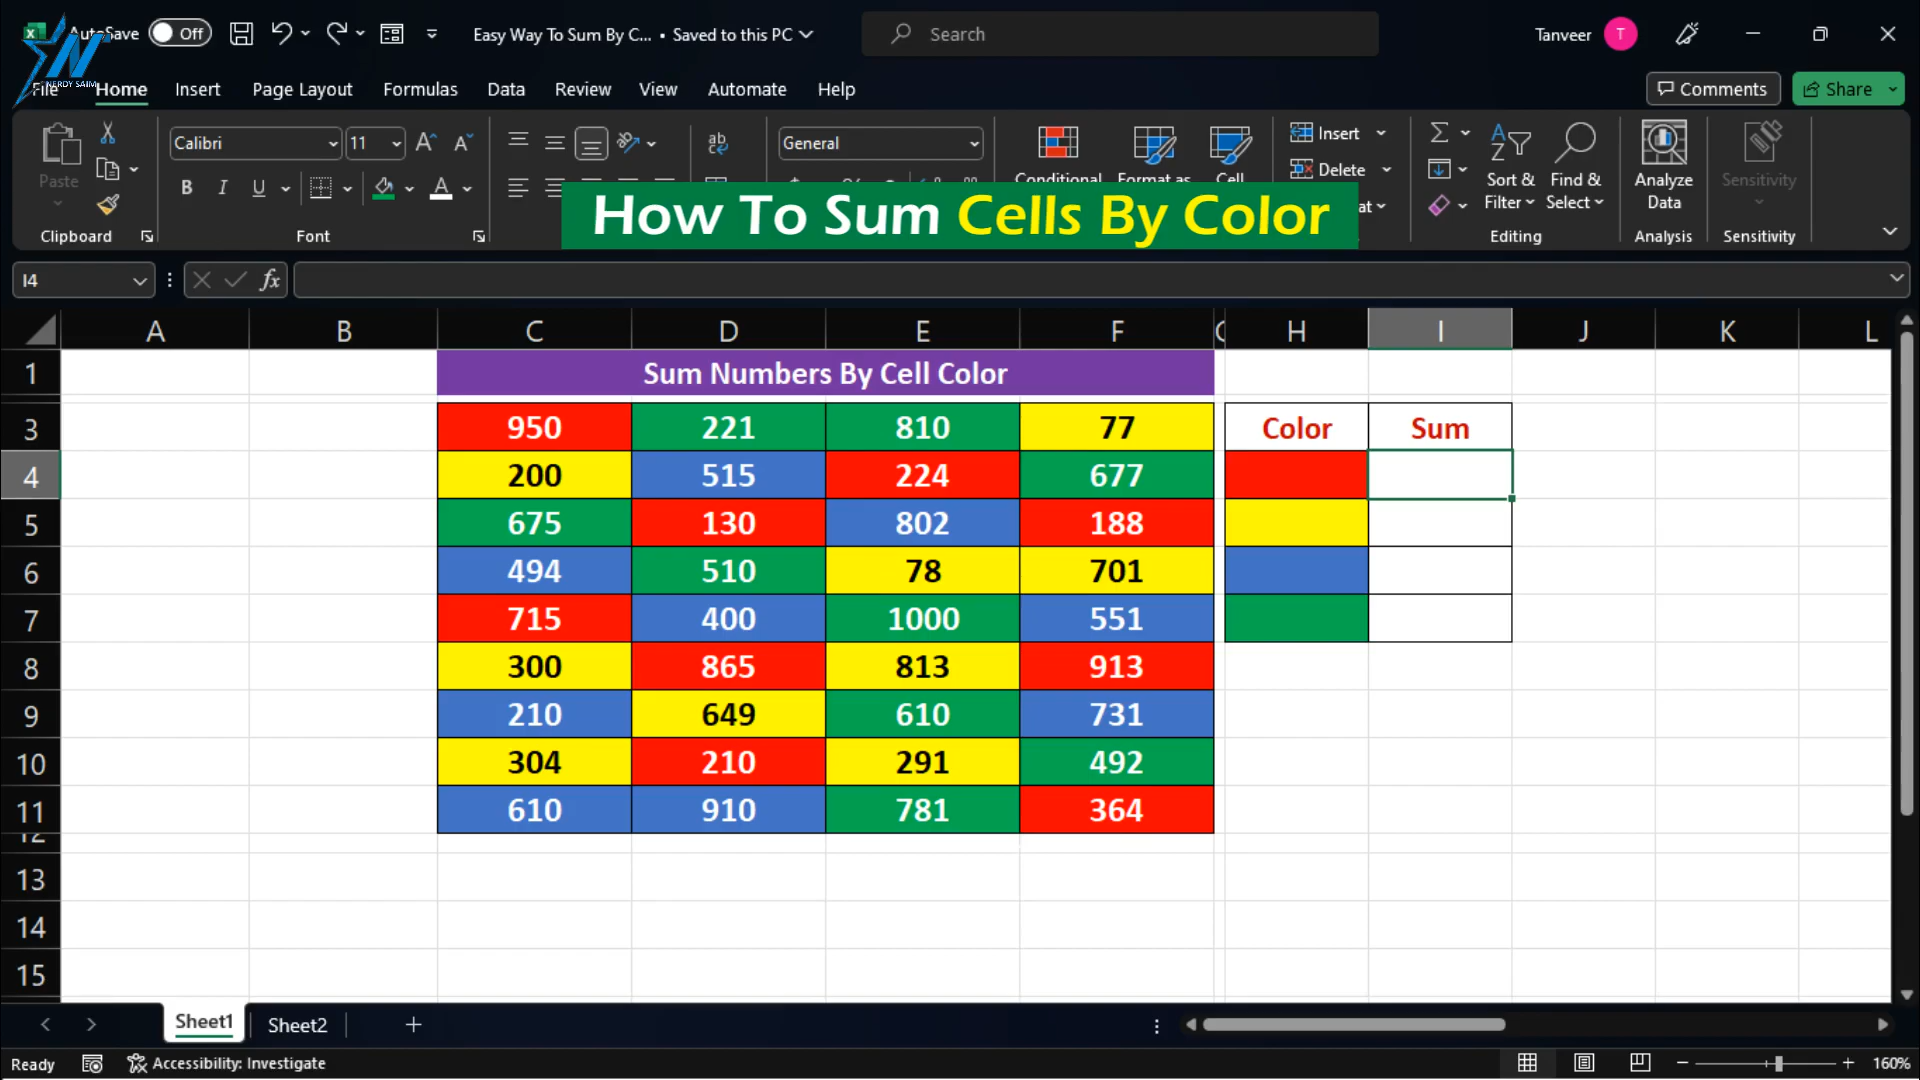 AutoSave Off Easy Way To Sum By C... • Saved to this PC Search Tanveer T
NERDY SAIM
File Home Insert Page Layout Formulas Data Review View Automate Help Comments Share
Paste Calibri 11 General Conditional Format as Cell Insert Delete Sort & Filter Find & Select Analyze Data Sensitivity
B I U A
Clipboard Font Editing Analysis Sensitivity
How To Sum Cells By Color
I4 fx
A B C D E F H I J K L
1 Sum Numbers By Cell Color
3 950 221 810 77 Color Sum
4 200 515 224 677
5 675 130 802 188
6 494 510 78 701
7 715 400 1000 551
8 300 865 813 913
9 210 649 610 731
10 304 210 291 492
11 610 910 781 364
12
13
14
15
Sheet1 Sheet2
Ready Accessibility: Investigate 160%